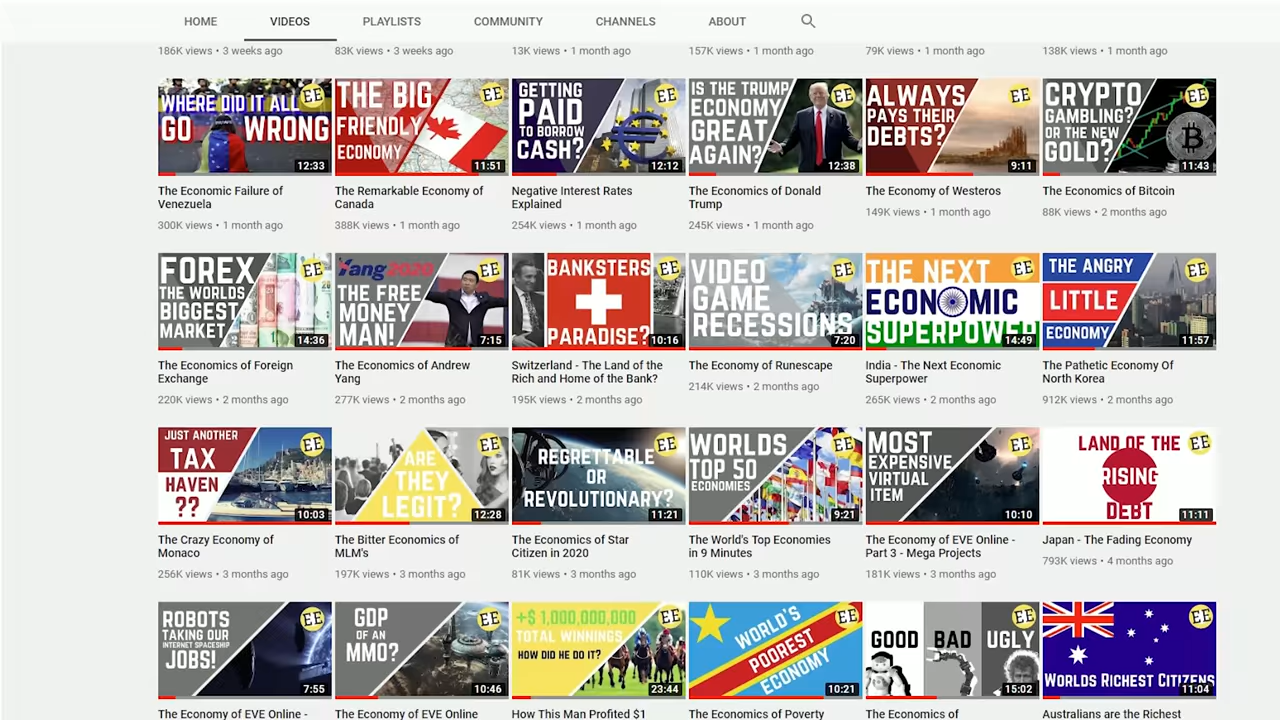 HOME VIDEOS PLAYLISTS COMMUNITY CHANNELS ABOUT
186K views • 3 weeks ago
83K views • 3 weeks ago
13K views • 1 month ago
157K views • 1 month ago
79K views • 1 month ago
138K views • 1 month ago
WHERE DID IT ALL
GO WRONG
EE
12:33
The Economic Failure of
Venezuela
300K views • 1 month ago
THE BIG
FRIENDLY
ECONOMY
EE
11:51
The Remarkable Economy of
Canada
388K views • 1 month ago
GETTING
PAID
TO BORROW
CASH?
EE
12:12
Negative Interest Rates
Explained
254K views • 1 month ago
IS THE TRUMP
ECONOMY
GREAT
AGAIN?
EE
12:38
The Economics of Donald
Trump
245K views • 1 month ago
ALWAYS
PAYS THEIR
DEBTS?
EE
9:11
The Economy of Westeros
149K views • 1 month ago
CRYPTO
GAMBLING?
OR THE NEW
GOLD?
EE
11:43
The Economics of Bitcoin
88K views • 2 months ago
FOREX
THE WORLDS
BIGGEST
MARKET
EE
14:36
The Economics of Foreign
Exchange
220K views • 2 months ago
Yang2020
THE FREE
MONEY
MAN!
EE
7:15
The Economics of Andrew
Yang
277K views • 2 months ago
BANKSTERS
PARADISE?
EE
10:16
Switzerland - The Land of the
Rich and Home of the Bank?
195K views • 2 months ago
VIDEO
GAME
RECESSIONS
EE
7:20
The Economy of Runescape
214K views • 2 months ago
THE NEXT
ECONOMIC
SUPERPOWER
EE
14:49
India - The Next Economic
Superpower
265K views • 2 months ago
THE ANGRY
LITTLE
ECONOMY
EE
11:57
The Pathetic Economy Of
North Korea
912K views • 2 months ago
JUST ANOTHER
TAX
HAVEN
??
EE
10:03
The Crazy Economy of
Monaco
256K views • 3 months ago
ARE
THEY
LEGIT?
EE
12:28
The Bitter Economics of
MLM's
197K views • 3 months ago
REGRETTABLE
OR
REVOLUTIONARY?
EE
11:21
The Economics of Star
Citizen in 2020
81K views • 3 months ago
WORLDS
TOP 50
ECONOMIES
EE
9:21
The World's Top Economies
in 9 Minutes
110K views • 3 months ago
MOST
EXPENSIVE
VIRTUAL
ITEM
EE
10:10
The Economy of EVE Online -
Part 3 - Mega Projects
181K views • 3 months ago
LAND OF THE
RISING
DEBT
EE
11:11
Japan - The Fading Economy
793K views • 4 months ago
ROBOTS
TAKING OUR
INTERNET SPACESHIP
JOBS!
EE
7:55
The Economy of EVE Online -
GDP
OF AN
MMO?
EE
10:46
The Economy of EVE Online
+$ 1,000,000,000
TOTAL WINNINGS
HOW DID HE DO IT?
EE
23:44
How This Man Profited $1
WORLD'S
POOREST
ECONOMY
EE
10:21
The Economics of Poverty
GOOD BAD UGLY
EE
15:02
The Economics of
WORLDS RICHEST CITIZENS
EE
11:04
Australians are the Richest